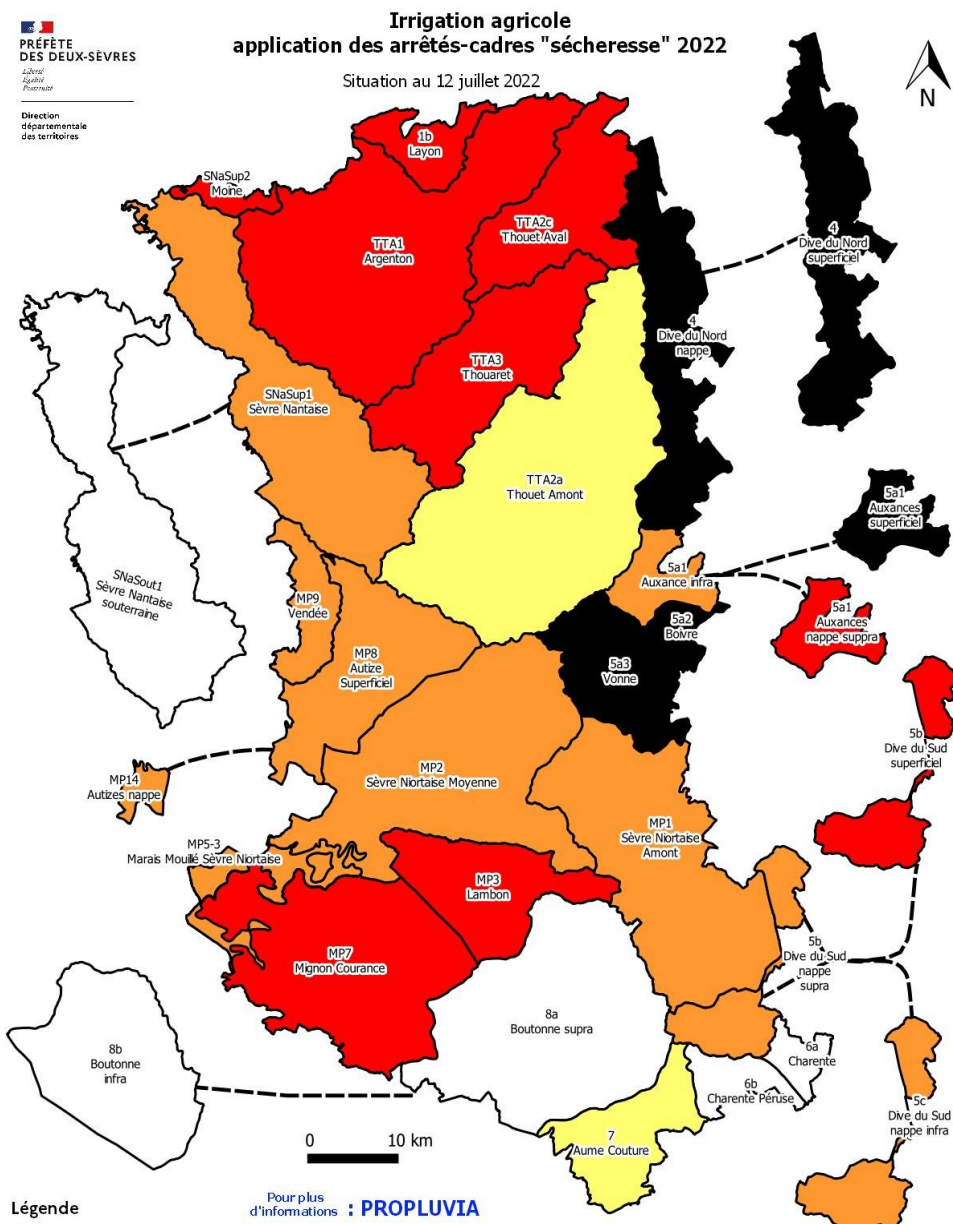 Irrigation agricole
application des arrêtés-cadres "sécheresse" 2022
Situation au 12 juillet 2022
PRÉFÈTE
DES DEUX-SÈVRES
Liberté
Égalité
Fraternité
Direction
départementale
des territoires
N
1b
Layon
SNaSup2
Moine
TTA1
Argenton
TTA2c
Thouet Aval
4
Dive du Nord
superficiel
4
Dive du Nord
nappe
TTA3
Thouaret
SNaSup1
Sèvre Nantaise
TTA2a
Thouet Amont
5a1
Auxances
superficiel
SNaSout1
Sèvre Nantaise
souterraine
5a1
Auxance infra
MP9
Vendée
5a2
Boivre
5a1
Auxances
nappe suppra
MP8
Autize
Superficiel
5a3
Vonne
5b
Dive du Sud
superficiel
MP14
Autizes nappe
MP2
Sèvre Niortaise Moyenne
MP1
Sèvre Niortaise
Amont
MP5-3
Marais Mouillé Sèvre Niortaise
MP3
Lambon
MP7
Mignon Courance
5b
Dive du Sud
nappe
supra
8a
Boutonne supra
8b
Boutonne
infra
6a
Charente
6b
Charente Péruse
5c
Dive du Sud
nappe infra
7
Aume Couture
0 10 km
Légende
Pour plus
d'informations : PROPLUVIA